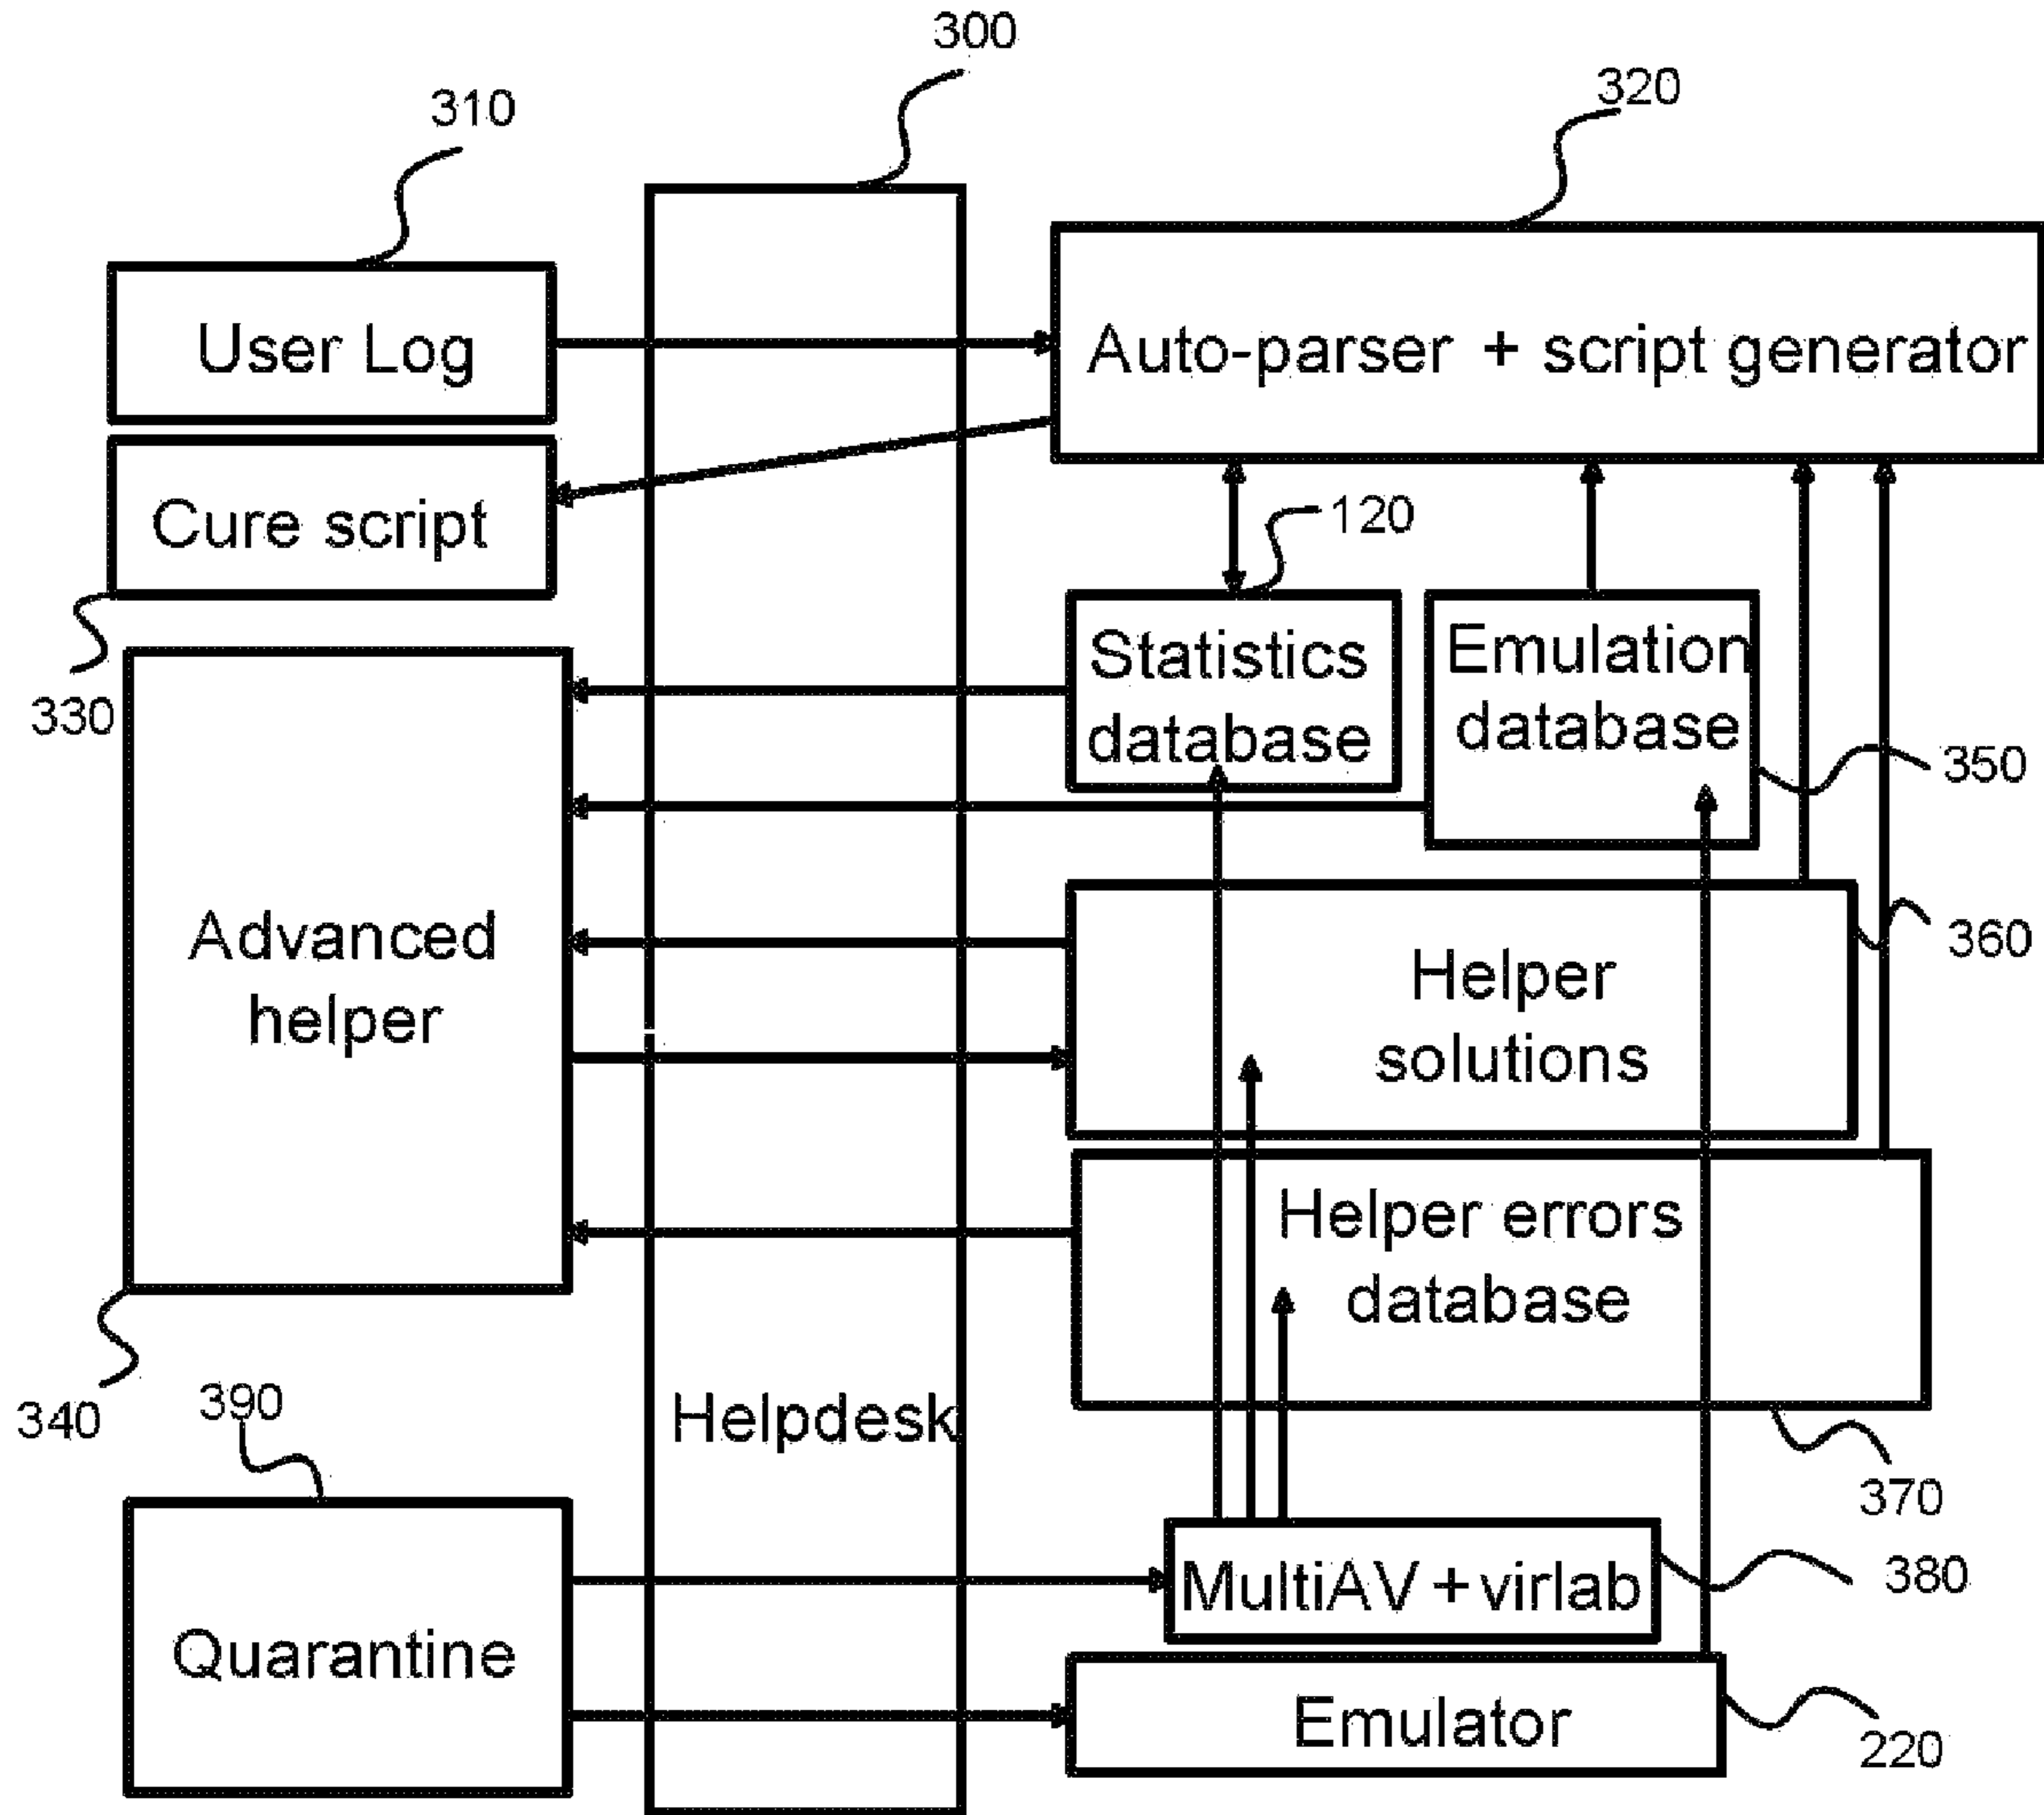 300
310
320
User Log
Auto-parser + script generator
Cure script
120
Statistics
database
Emulation
database
330
350
Advanced
helper
Helper
solutions
360
Helper errors
database
340
390
Helpdesk
370
MultiAV + virlab
380
Quarantine
Emulator
220